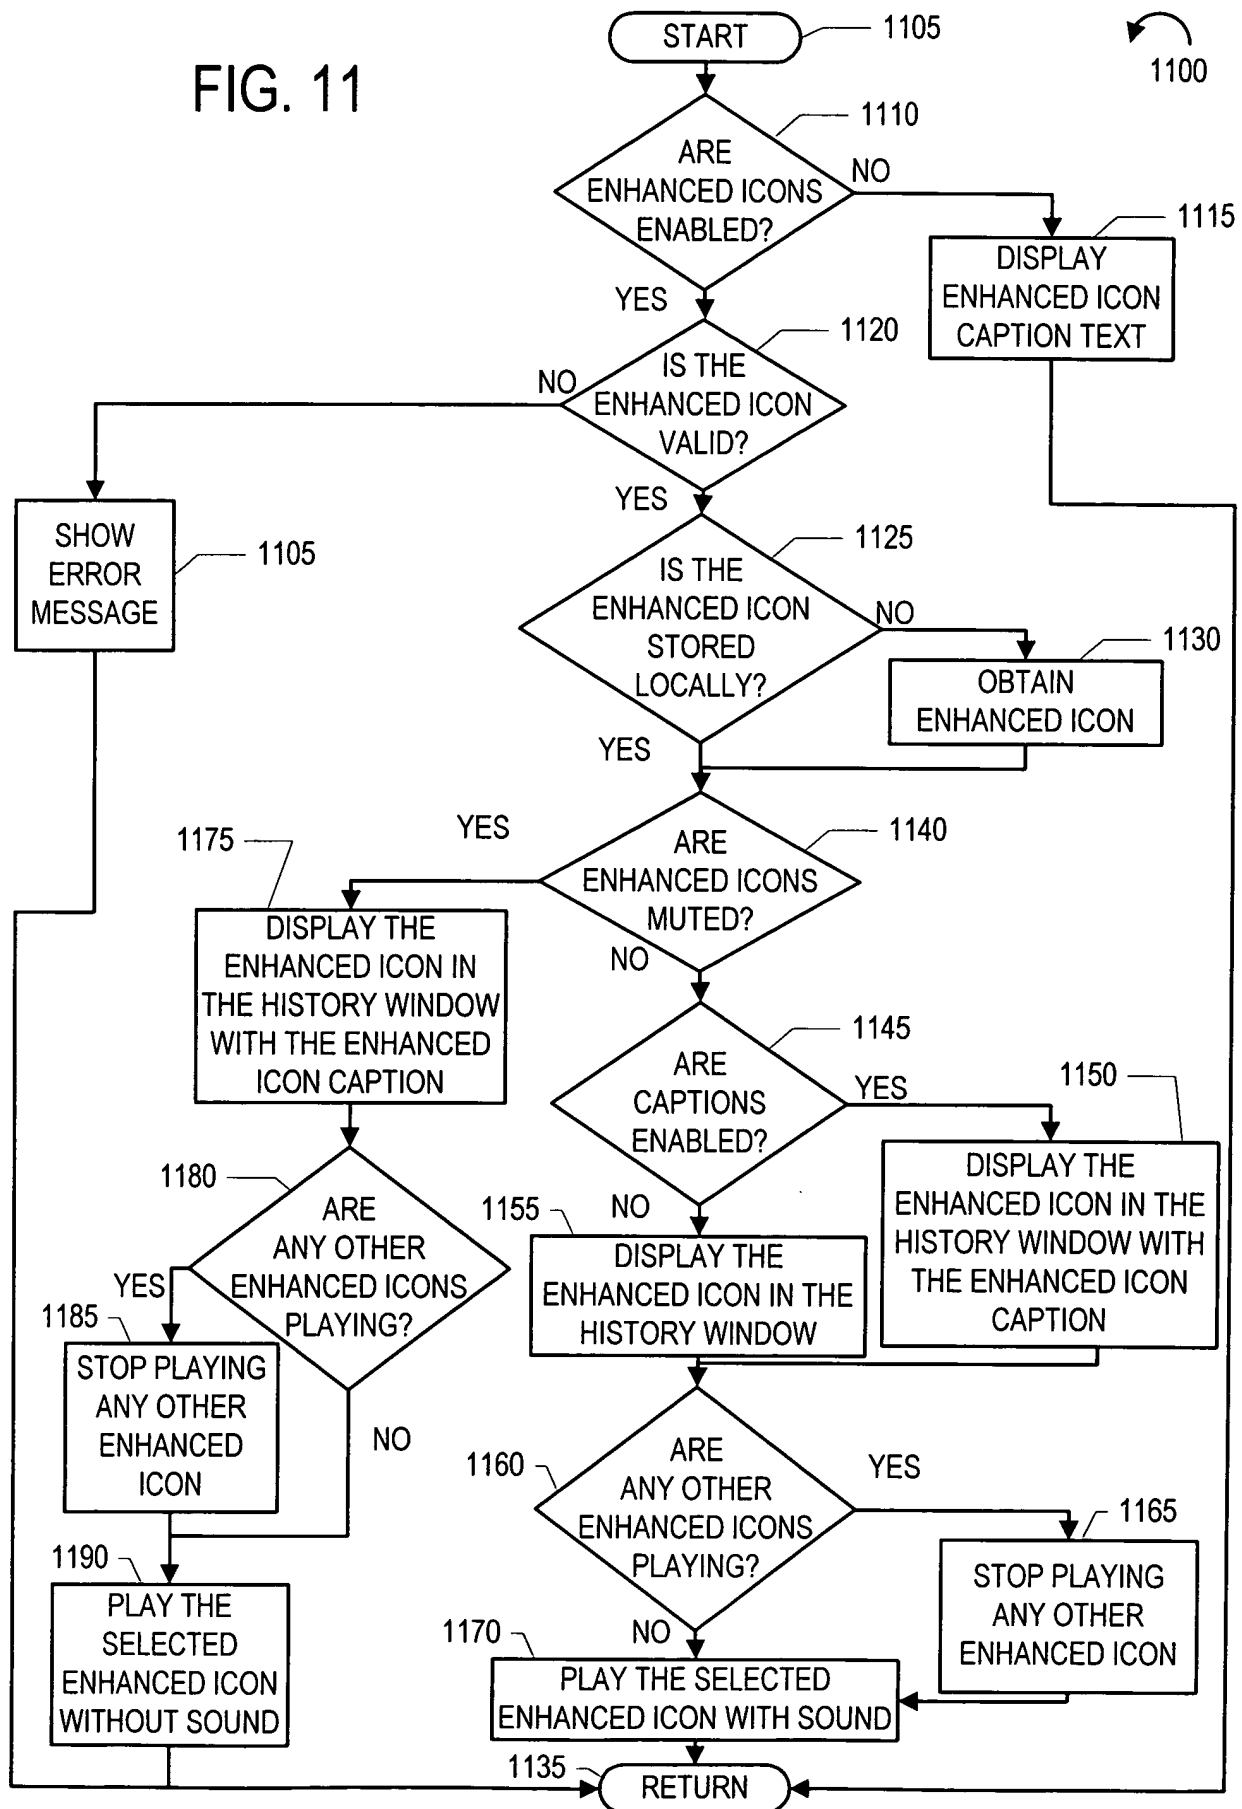 START
1105
1100
FIG. 11
1110
ARE
ENHANCED ICONS
ENABLED?
NO
1115
DISPLAY
ENHANCED ICON
CAPTION TEXT
YES
1120
IS THE
ENHANCED ICON
VALID?
NO
SHOW
ERROR
MESSAGE
1105
YES
1125
IS THE
ENHANCED ICON
STORED
LOCALLY?
NO
1130
OBTAIN
ENHANCED ICON
YES
1140
ARE
ENHANCED ICONS
MUTED?
YES
1175
DISPLAY THE
ENHANCED ICON IN
THE HISTORY WINDOW
WITH THE ENHANCED
ICON CAPTION
NO
1145
ARE
CAPTIONS
ENABLED?
YES
1150
DISPLAY THE
ENHANCED ICON IN THE
HISTORY WINDOW WITH
THE ENHANCED ICON
CAPTION
1180
ARE
ANY OTHER
ENHANCED ICONS
PLAYING?
NO
1155
DISPLAY THE
ENHANCED ICON IN THE
HISTORY WINDOW
YES
1185
STOP PLAYING
ANY OTHER
ENHANCED
ICON
NO
1160
ARE
ANY OTHER
ENHANCED ICONS
PLAYING?
YES
1165
STOP PLAYING
ANY OTHER
ENHANCED ICON
1190
PLAY THE
SELECTED
ENHANCED ICON
WITHOUT SOUND
NO
1170
PLAY THE SELECTED
ENHANCED ICON WITH SOUND
1135
RETURN